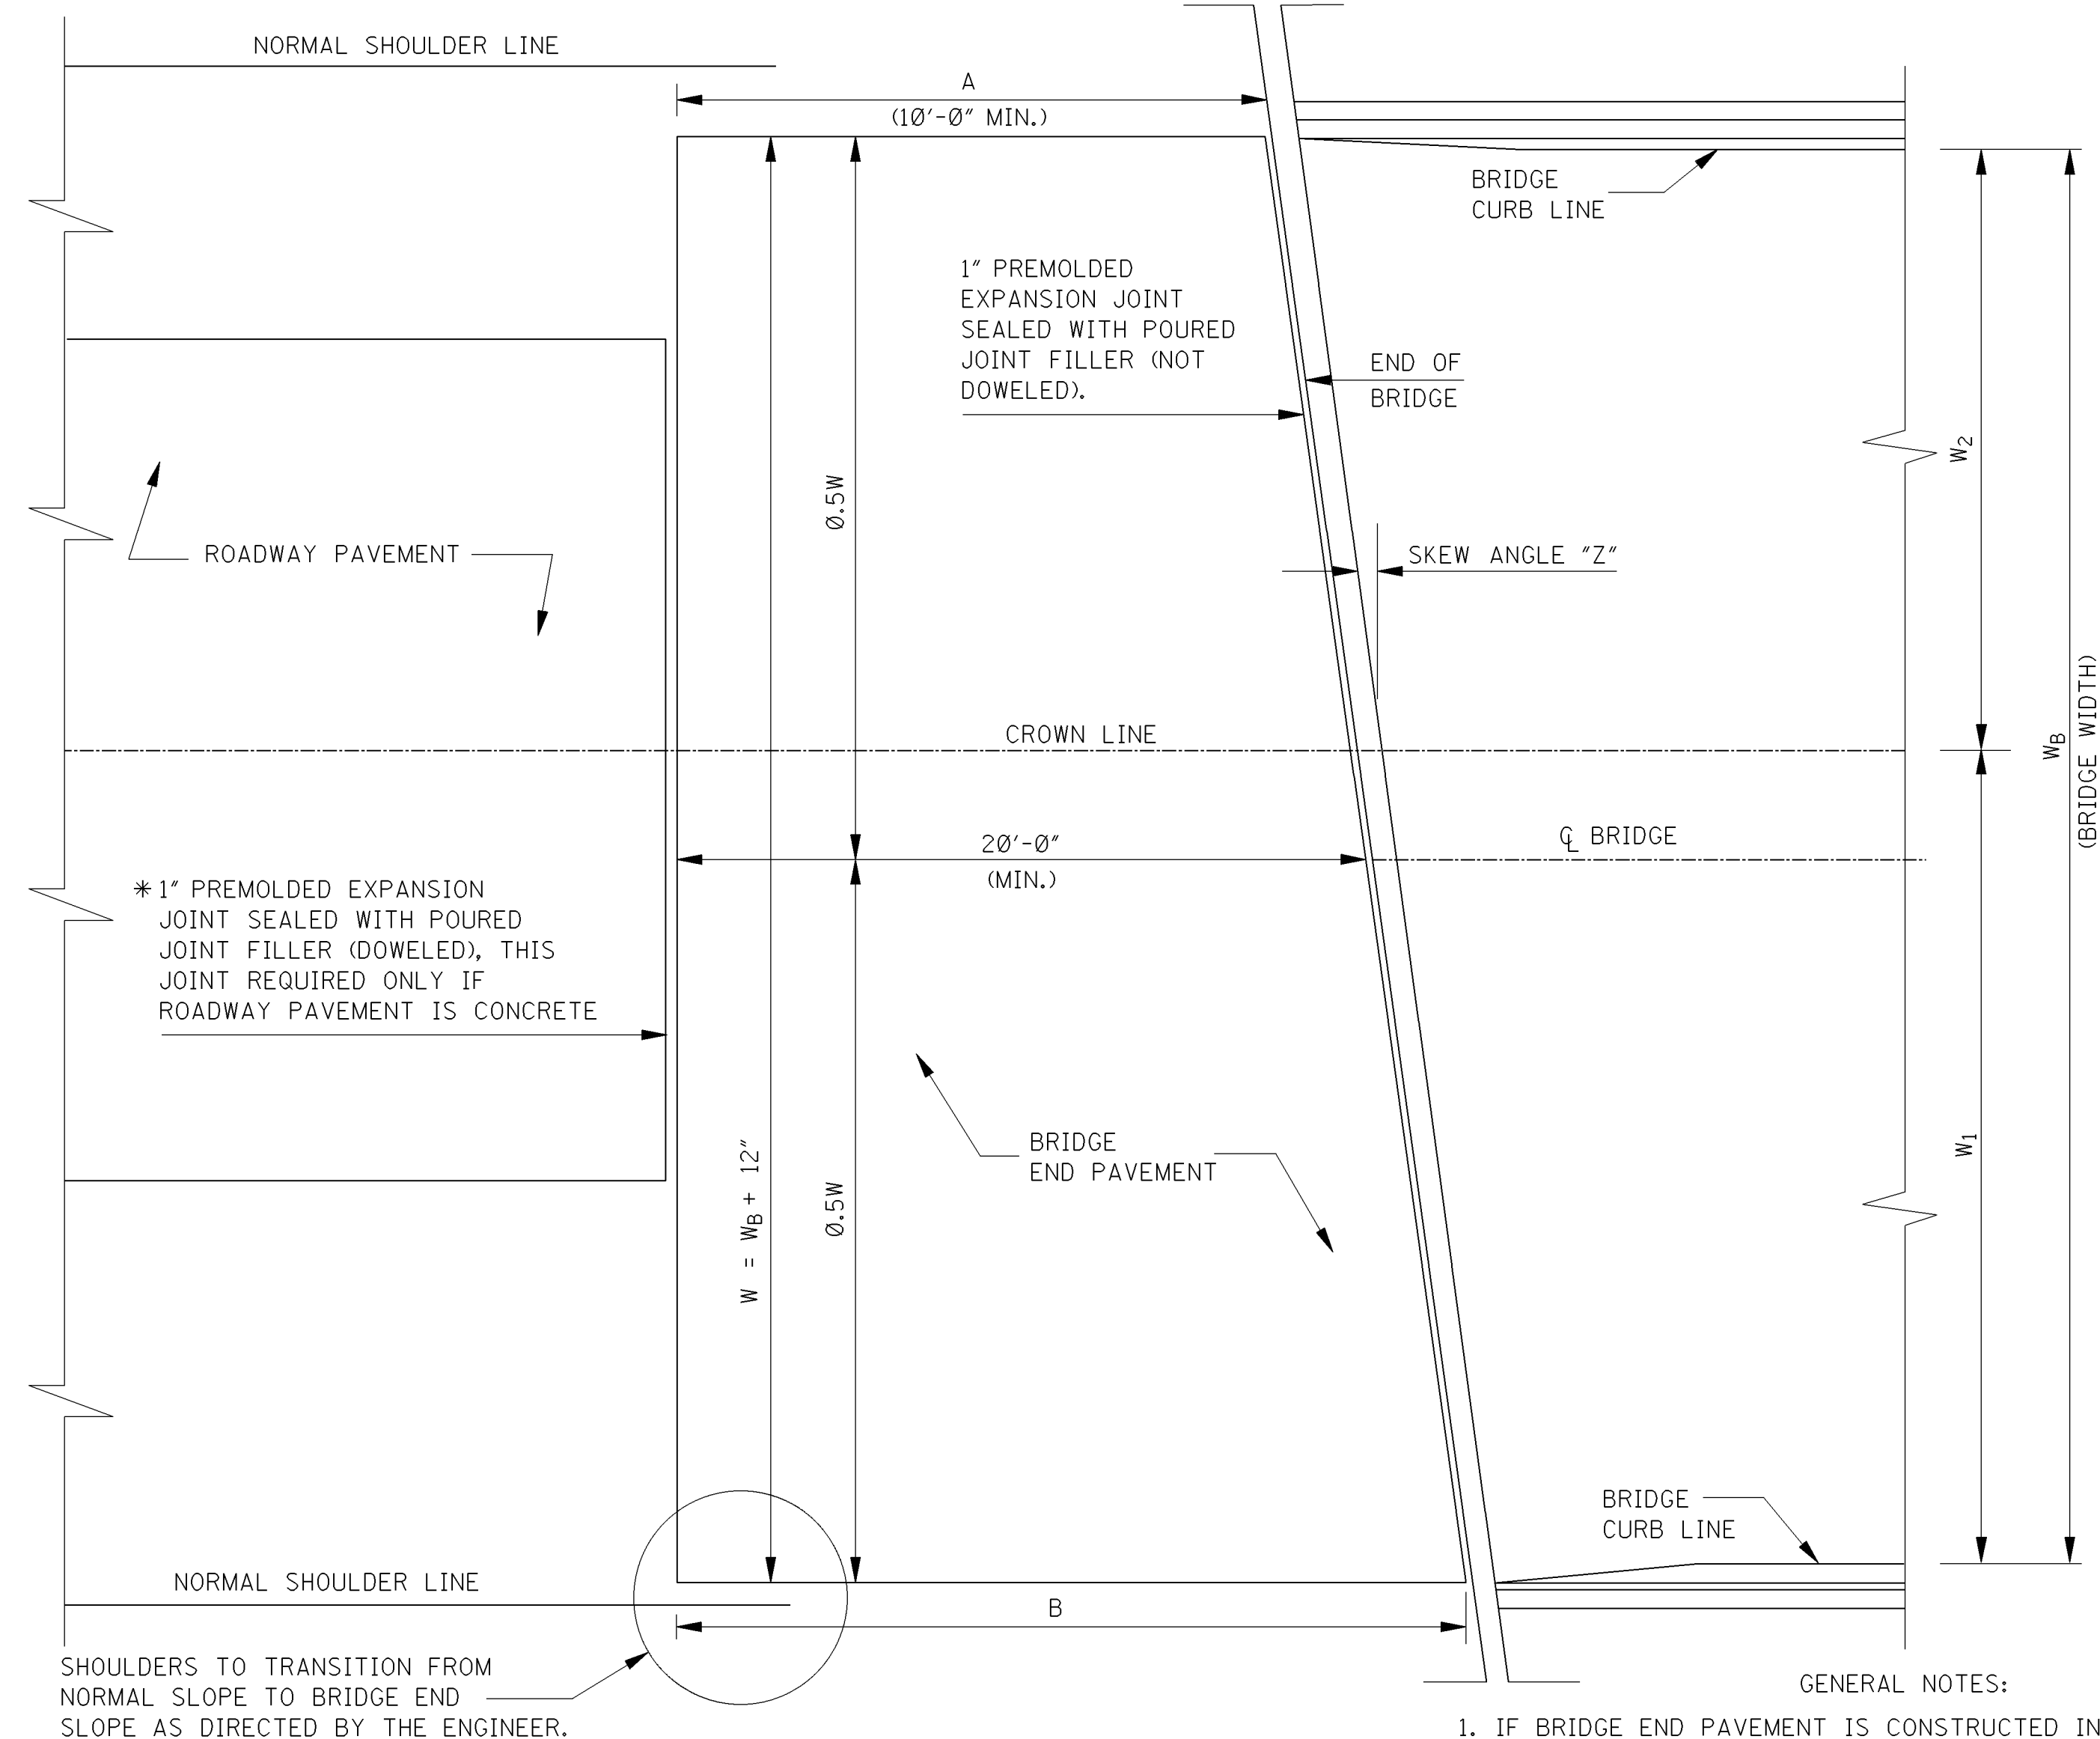 NORMAL SHOULDER LINE
A
(10'-0" MIN.)
BRIDGE
CURB LINE
1" PREMOLDED
EXPANSION JOINT
SEALED WITH POURED
JOINT FILLER (NOT
DOWELED).
END OF
BRIDGE
W2
0.5W
ROADWAY PAVEMENT
SKEW ANGLE "Z"
CROWN LINE
WB
(BRIDGE WIDTH)
20'-0"
(MIN.)
℄ BRIDGE
*1" PREMOLDED EXPANSION
JOINT SEALED WITH POURED
JOINT FILLER (DOWELED), THIS
JOINT REQUIRED ONLY IF
ROADWAY PAVEMENT IS CONCRETE
W = WB + 12"
0.5W
BRIDGE
END PAVEMENT
W1
BRIDGE
CURB LINE
NORMAL SHOULDER LINE
B
SHOULDERS TO TRANSITION FROM
NORMAL SLOPE TO BRIDGE END
SLOPE AS DIRECTED BY THE ENGINEER.
GENERAL NOTES:
1. IF BRIDGE END PAVEMENT IS CONSTRUCTED IN